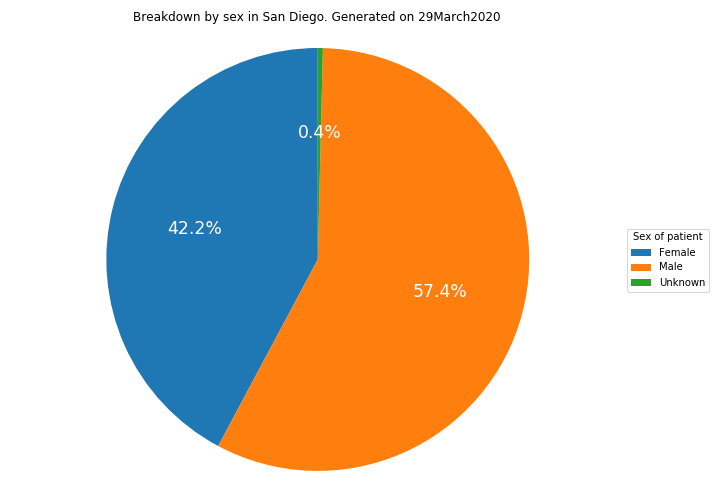 Breakdown by sex in San Diego. Generated on 29March2020
0.4%
42.2%
57.4%
Sex of patient
Female
Male
Unknown